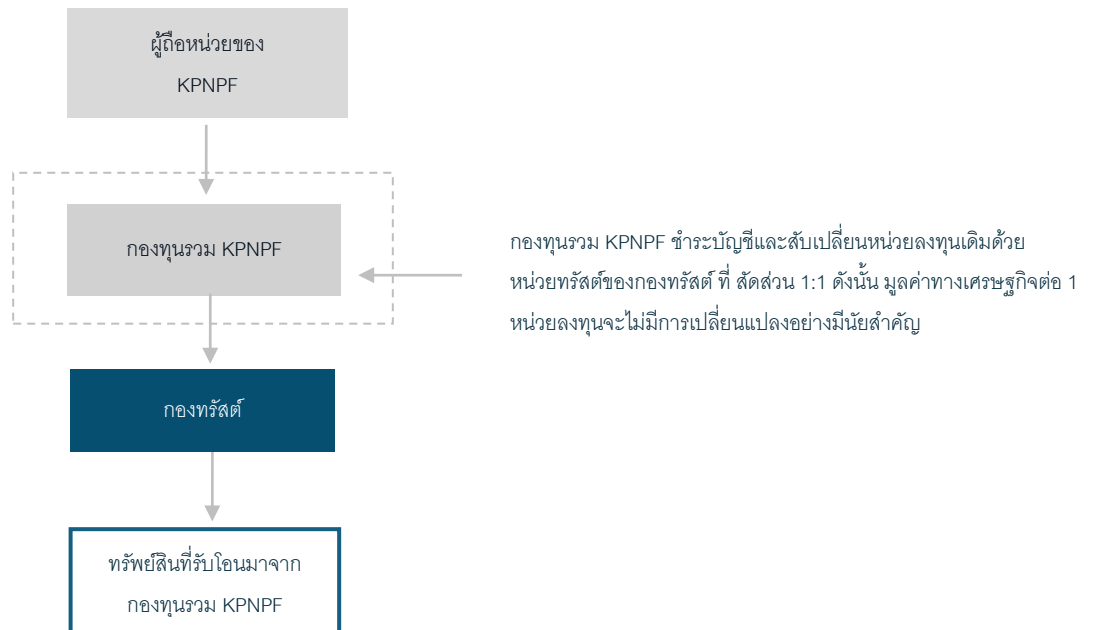 ผู้ถือหน่วยของ
KPNPF
กองทุนรวม KPNPF
กองทุนรวม KPNPF ชำระบัญชีและสับเปลี่ยนหน่วยลงทุนเดิมด้วย
หน่วยทรัสต์ของกองทรัสต์ ที่ สัดส่วน 1:1 ดังนั้น มูลค่าทางเศรษฐกิจต่อ 1
หน่วยลงทุนจะไม่มีการเปลี่ยนแปลงอย่างมีนัยสำคัญ
กองทรัสต์
ทรัพย์สินที่รับโอนมาจาก
กองทุนรวม KPNPF